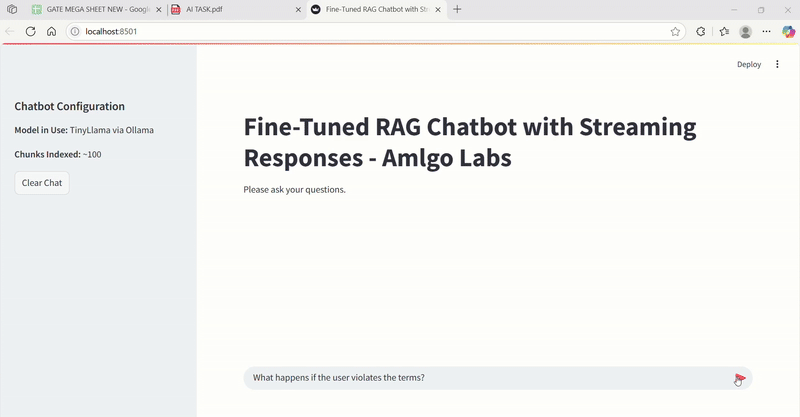 GATE MEGA SHEET NEW - Google
AI TASK.pdf
Fine-Tuned RAG Chatbot with Stre
localhost:8501
Deploy
Chatbot Configuration
Model in Use: TinyLlama via Ollama
Chunks Indexed: ~100
Clear Chat
Fine-Tuned RAG Chatbot with Streaming
Responses - Amlgo Labs
Please ask your questions.
What happens if the user violates the terms?